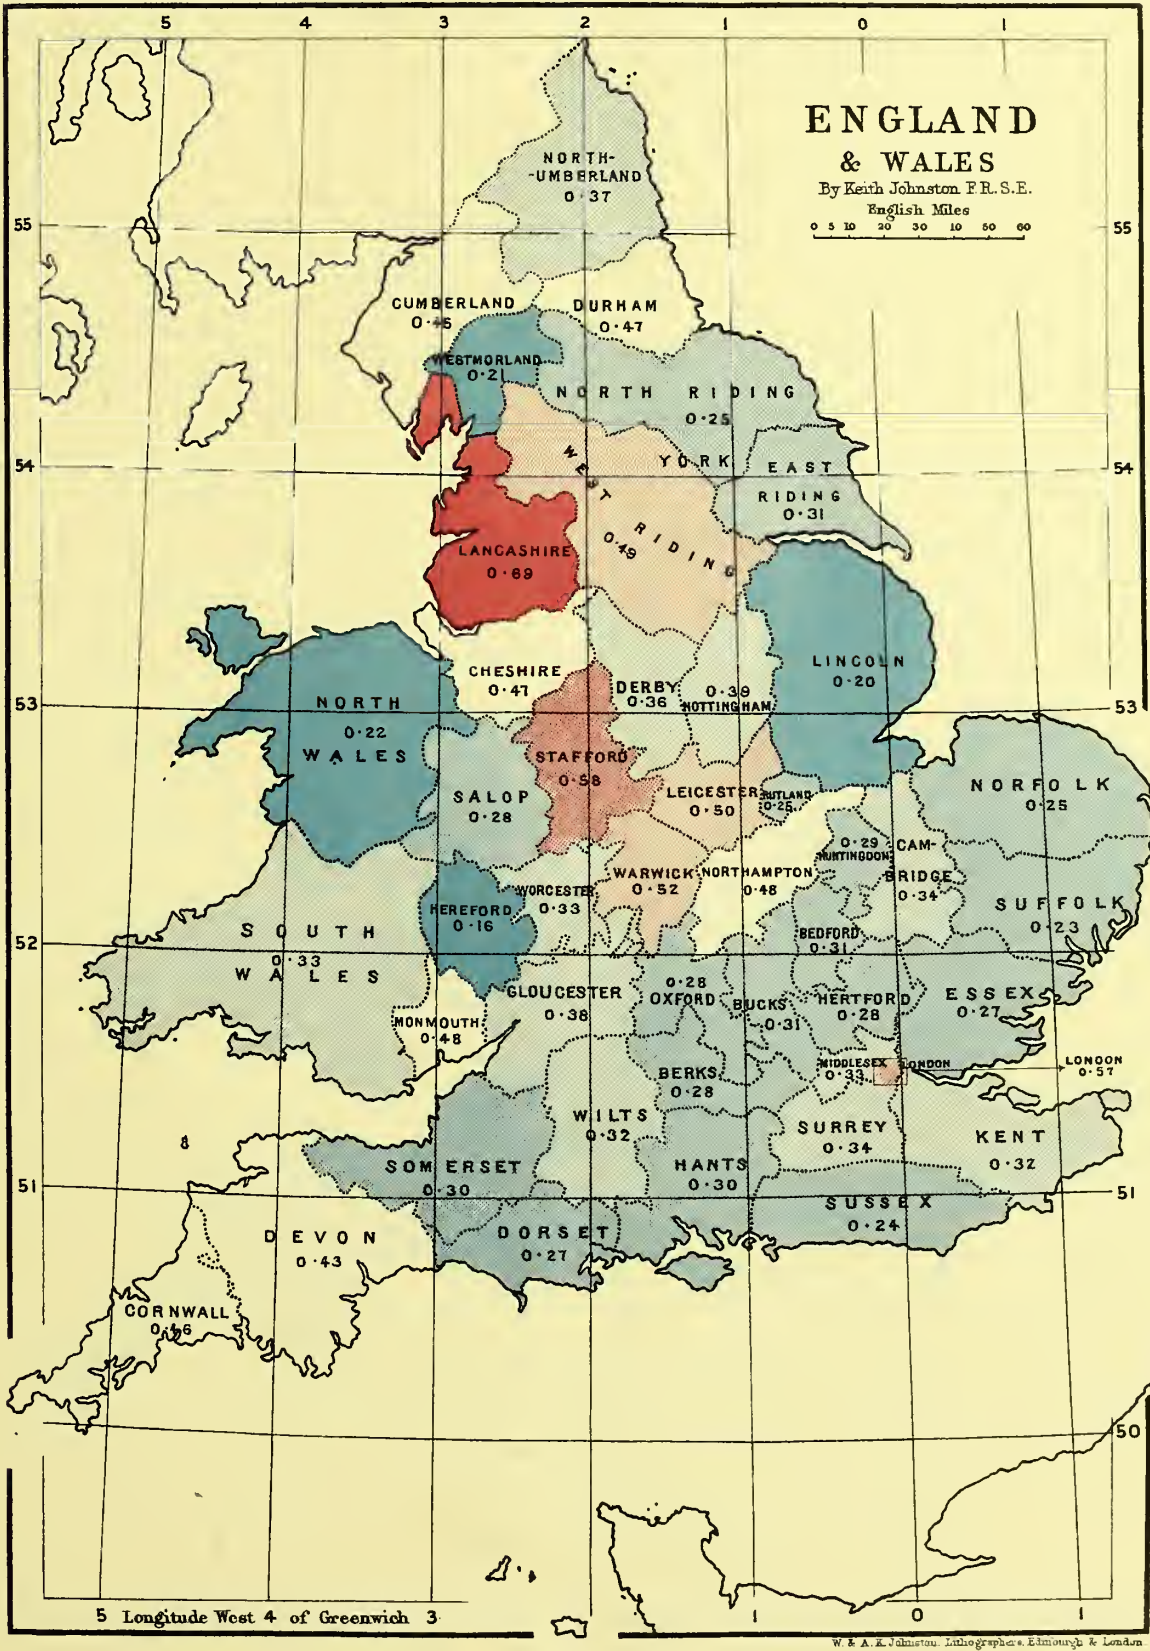 5 4 3 2 1 0 1
ENGLAND
& WALES
By Keith Johnston F.R.S.E.
English Miles
0 5 10 20 30 40 50 60
NORTH-
-UMBERLAND
0·37
55 55
CUMBERLAND
DURHAM
0·47
WESTMORLAND
0·21
NORTH RIDING
0·25
54 54
YORK
EAST
RIDING
0·31
WEST RIDING
0·49
LANCASHIRE
0·69
LINCOLN
0·20
CHESHIRE
0·47
DERBY
0·36
0·39
NOTTINGHAM
53 53
NORTH
0·22
WALES
STAFFORD
0·58
SALOP
0·28
LEICESTER
0·50
RUTLAND
0·25
NORFOLK
0·25
0·29
HUNTINGDON
CAM-
BRIDGE
0·34
WARWICK
0·52
NORTHAMPTON
0·48
WORCESTER
0·33
HEREFORD
0·16
SUFFOLK
0·23
BEDFORD
0·31
52 52
SOUTH
0·33
WALES
GLOUCESTER
0·38
0·28
OXFORD
BUCKS
0·31
HERTFORD
0·28
ESSEX
0·27
MONMOUTH
0·48
MIDDLESEX
0·33
LONDON
LONDON
0·57
BERKS
0·28
WILTS
0·32
SURREY
0·34
KENT
0·32
8
SOMERSET
0·30
HANTS
0·30
51 51
SUSSEX
0·24
DORSET
0·27
DEVON
0·43
CORNWALL
50
5 Longitude West 4 of Greenwich 3 2 1 0 1
W. & A.K. Johnston. Lithographers, Edinburgh & London